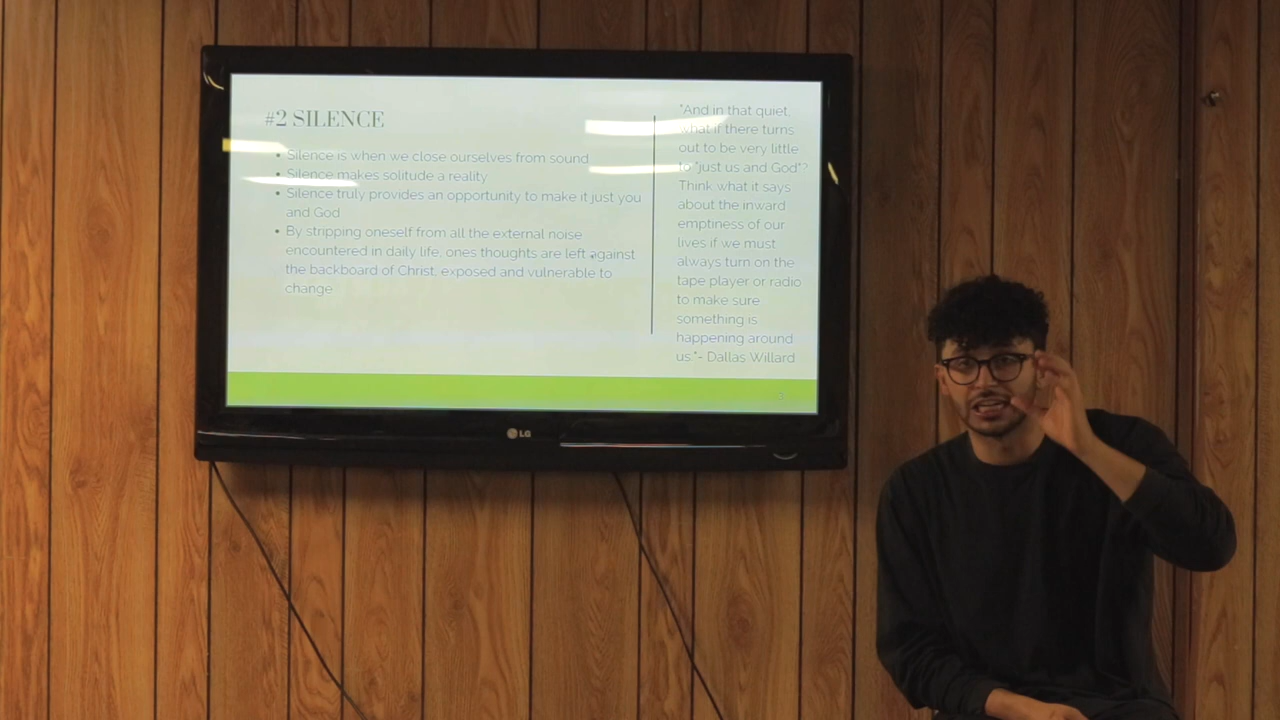 #2 SILENCE
• Silence is when we close ourselves from sound
• Silence makes solitude a reality
• Silence truly provides an opportunity to make it just you
and God
• By stripping oneself from all the external noise
encountered in daily life; ones thoughts are left against
the backboard of Christ, exposed and vulnerable to
change
"And in that quiet,
what if there turns
out to be very little
to "just us and God"?
Think what it says
about the inward
emptiness of our
lives if we must
always turn on the
tape player or radio
to make sure
something is
happening around
us."- Dallas Willard
3
LG